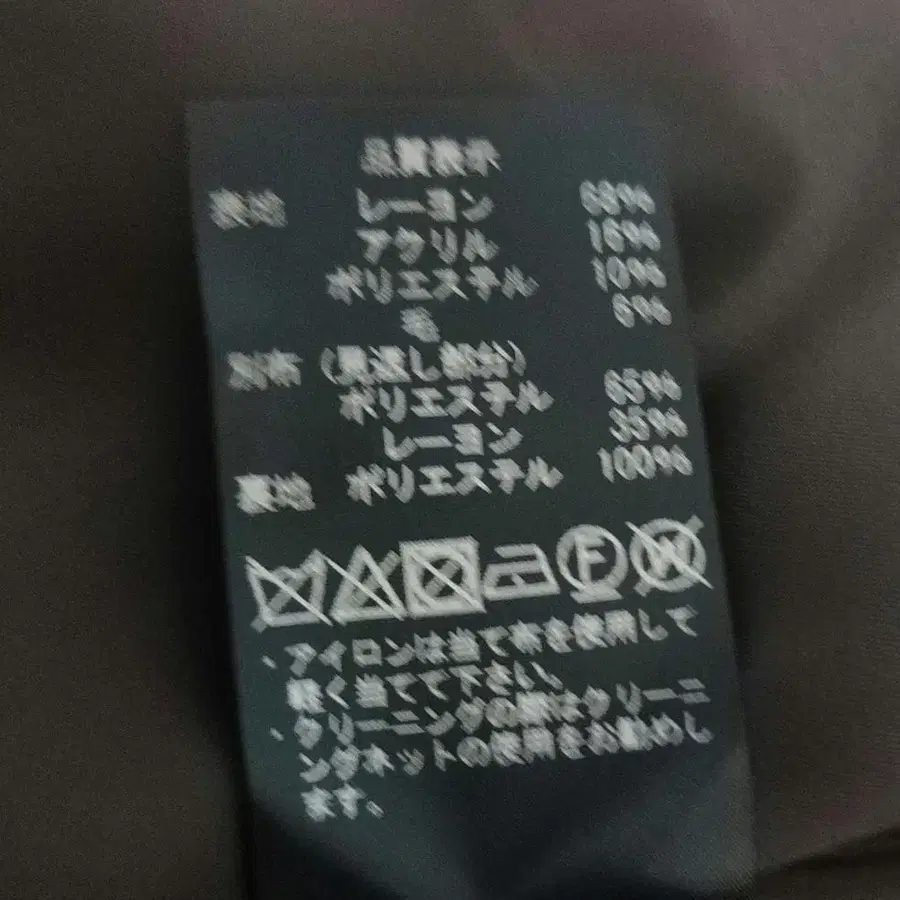 品質表示
表地 レーヨン 68%
アクリル 16%
ポリエステル 10%
毛 6%
別布 (見返し部分)
ポリエステル 65%
レーヨン 35%
裏地 ポリエステル 100%
F W
・アイロンは当て布を使用して
軽く当てて下さい。
・クリーニングの際はクリーニ
ングネットの使用をお勧めし
ます。